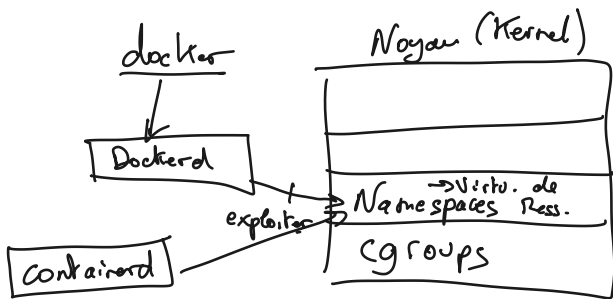 docker
Noyau (Kernel)
Dockerd
→Virtu. de
Namespaces Ress.
exploiter
containerd
cgroups